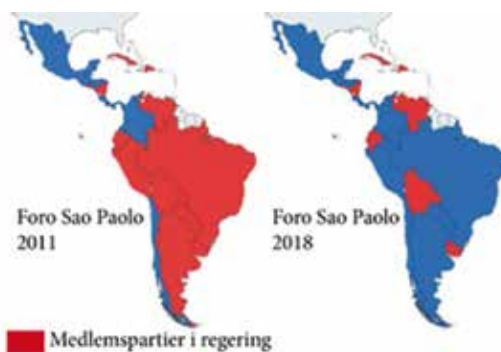 Foro Sao Paolo
2011
Foro Sao Paolo
2018
Medlemspartier i regering